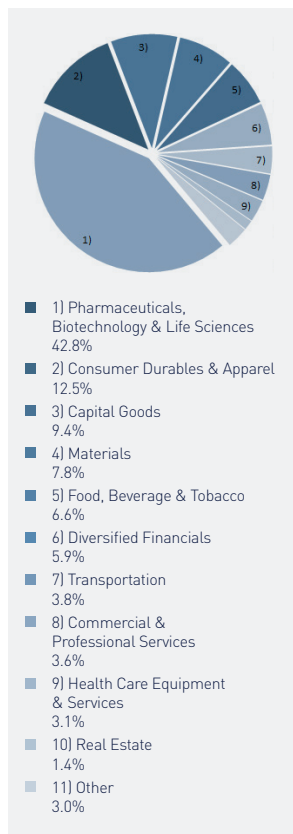 3)
4)
2)
5)
6)
7)
8)
9)
1)
1) Pharmaceuticals,
Biotechnology & Life Sciences
42.8%
2) Consumer Durables & Apparel
12.5%
3) Capital Goods
9.4%
4) Materials
7.8%
5) Food, Beverage & Tobacco
6.6%
6) Diversified Financials
5.9%
7) Transportation
3.8%
8) Commercial &
Professional Services
3.6%
9) Health Care Equipment
& Services
3.1%
10) Real Estate
1.4%
11) Other
3.0%